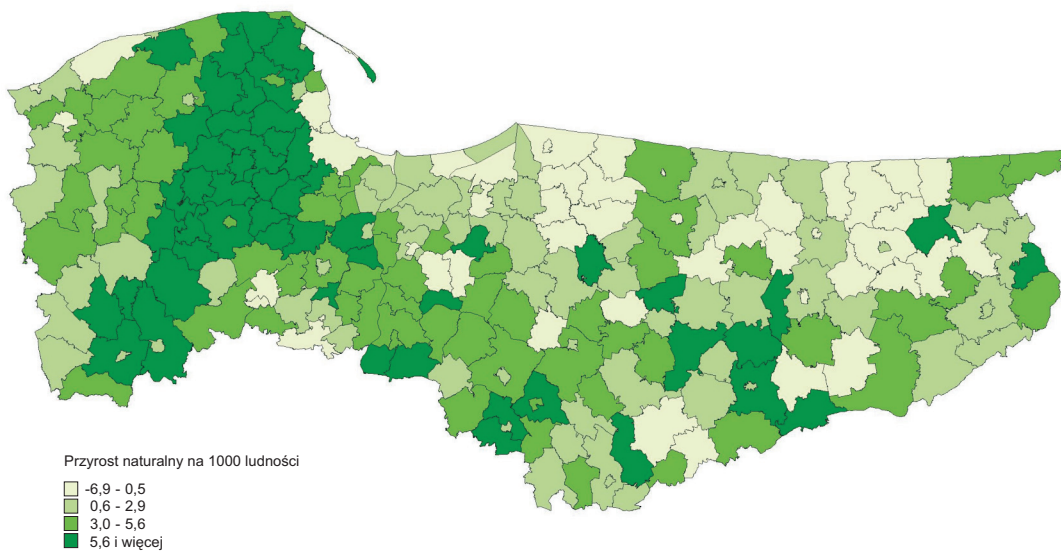 Przyrost naturalny na 1000 ludności
-6,9 - 0,5
0,6 - 2,9
3,0 - 5,6
5,6 i więcej